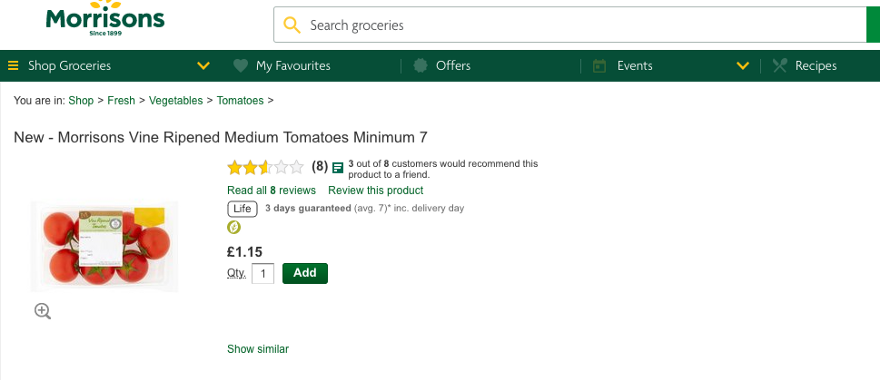 Morrisons
Since 1899
Search groceries
Shop Groceries
My Favourites
Offers
Events
Recipes
You are in: Shop > Fresh > Vegetables > Tomatoes >
New - Morrisons Vine Ripened Medium Tomatoes Minimum 7
(8) 3 out of 8 customers would recommend this
product to a friend.
Read all 8 reviews Review this product
Life 3 days guaranteed (avg. 7)* inc. delivery day
£1.15
Qty. 1 Add
Show similar